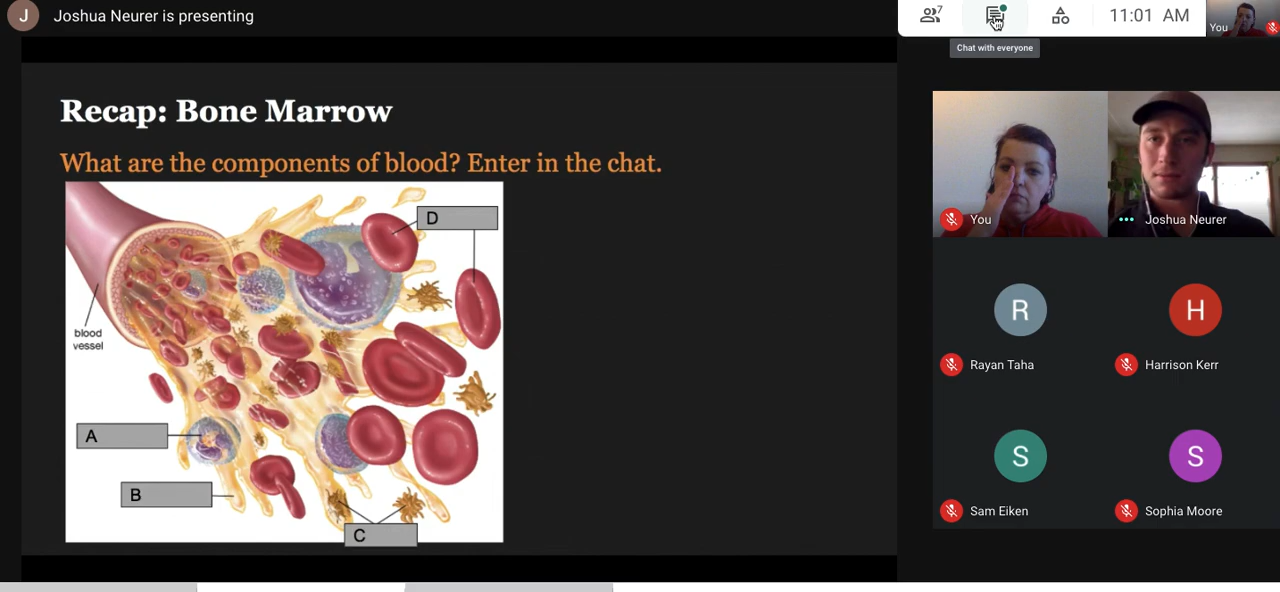 J Joshua Neurer is presenting
7
11:01 AM
You
Chat with everyone
Recap: Bone Marrow
What are the components of blood? Enter in the chat.
D
blood
vessel
A
B
C
You
Joshua Neurer
R
H
Rayan Taha
Harrison Kerr
S
S
Sam Eiken
Sophia Moore